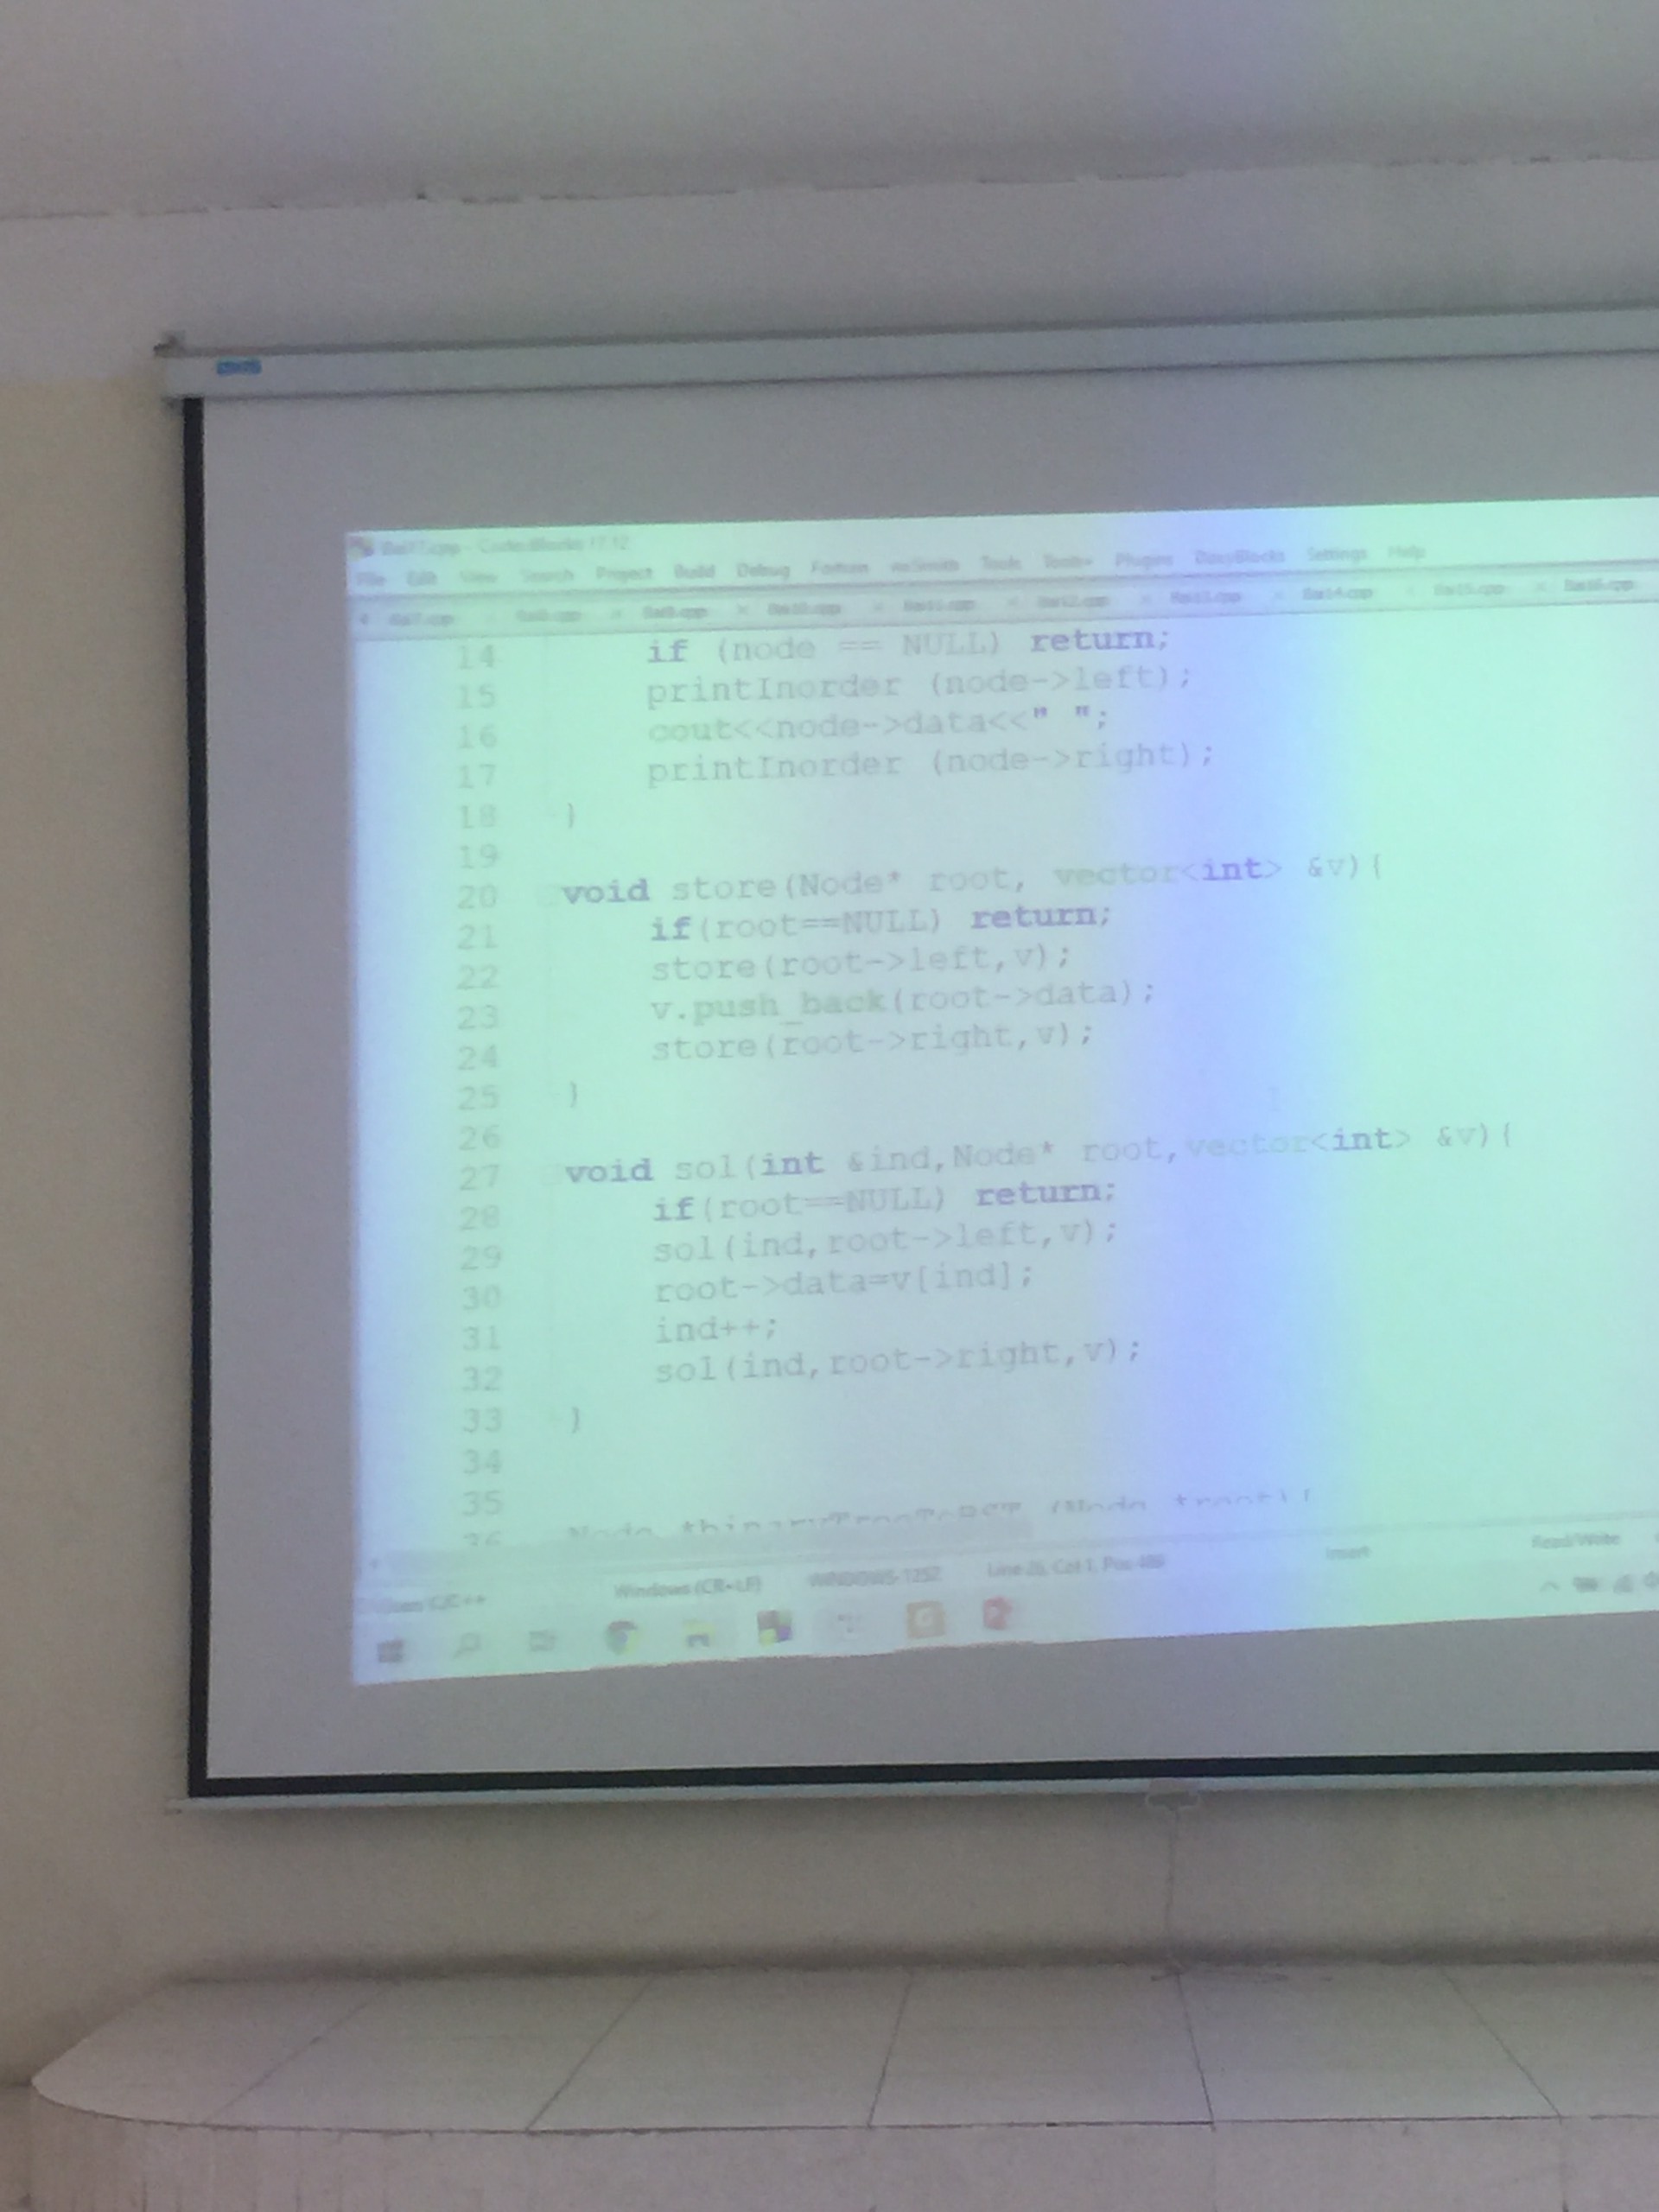 Bai17.cpp - Code::Blocks 17.12
File Edit View Search Project Build Debug Fortran wxSmith Tools Tools+ Plugins DoxyBlocks Settings Help
Bai7.cpp Bai8.cpp Bai9.cpp Bai10.cpp Bai11.cpp Bai12.cpp Bai13.cpp Bai14.cpp Bai15.cpp Bai16.cpp
14 if (node == NULL) return;
15 printInorder (node->left);
16 cout<<node->data<<" ";
17 printInorder (node->right);
18 }
19
20 void store(Node* root, vector<int> &v){
21 if(root==NULL) return;
22 store(root->left,v);
23 v.push_back(root->data);
24 store(root->right,v);
25 }
26
27 void sol(int &ind,Node* root,vector<int> &v){
28 if(root==NULL) return;
29 sol(ind,root->left,v);
30 root->data=v[ind];
31 ind++;
32 sol(ind,root->right,v);
33 }
34
35
36 Node *binaryTreeToBST (Node *root){
C/C++ Windows (CR+LF) WINDOWS-1252 Line 26, Col 1, Pos 486 Insert Read/Write